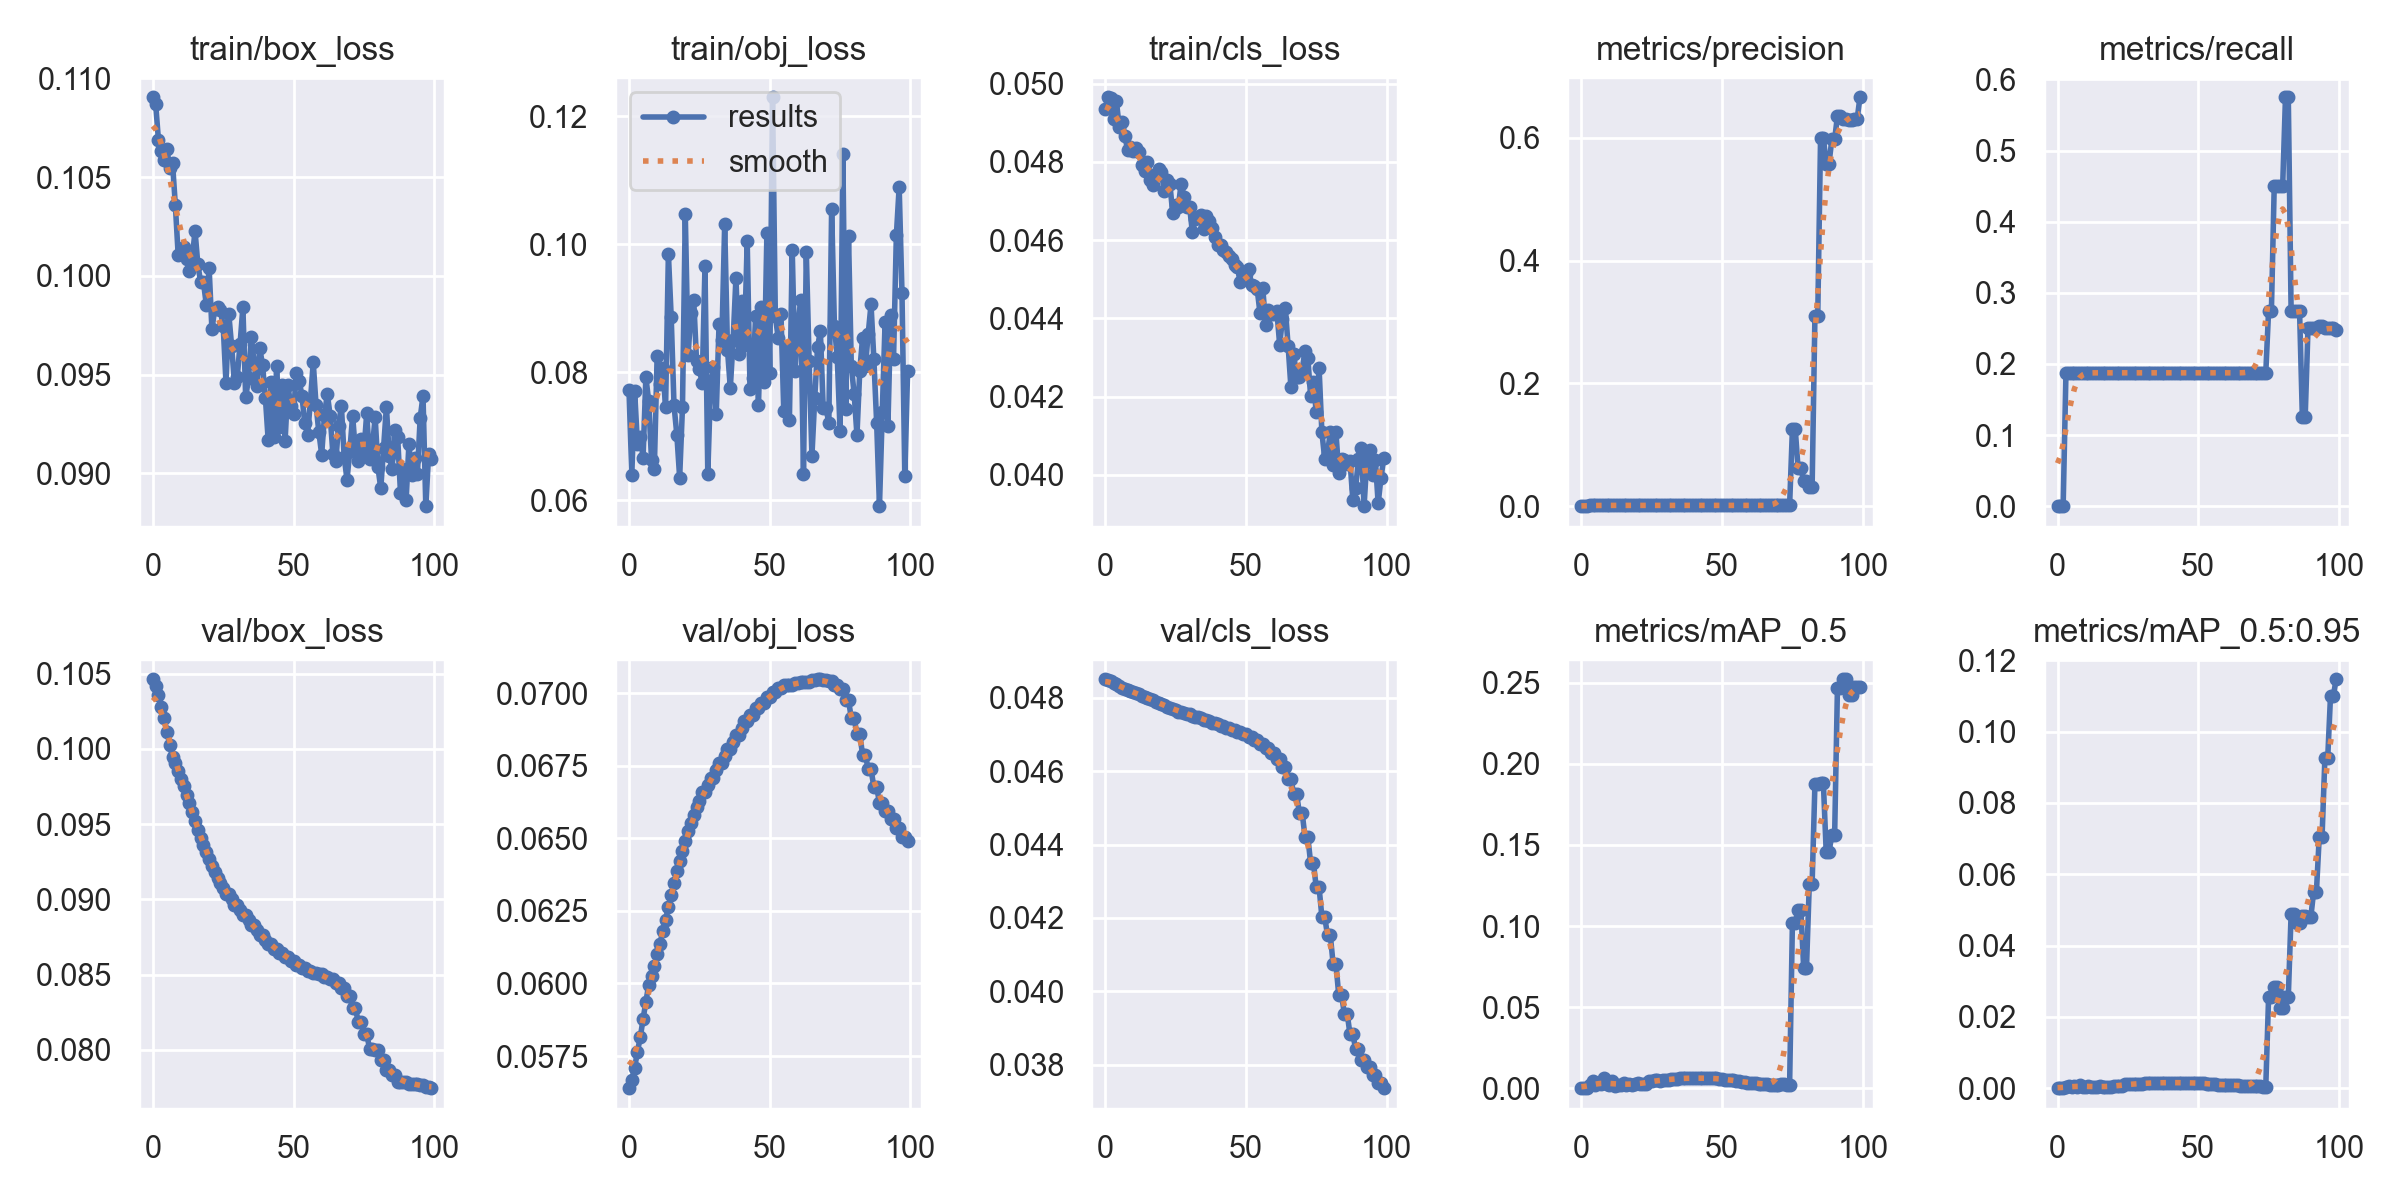 train/box_loss
0.110
0.105
0.100
0.095
0.090
0 50 100
train/obj_loss
results
smooth
0.12
0.10
0.08
0.06
0 50 100
train/cls_loss
0.050
0.048
0.046
0.044
0.042
0.040
0 50 100
metrics/precision
0.6
0.4
0.2
0.0
0 50 100
metrics/recall
0.6
0.5
0.4
0.3
0.2
0.1
0.0
0 50 100
val/box_loss
0.105
0.100
0.095
0.090
0.085
0.080
0 50 100
val/obj_loss
0.0700
0.0675
0.0650
0.0625
0.0600
0.0575
0 50 100
val/cls_loss
0.048
0.046
0.044
0.042
0.040
0.038
0 50 100
metrics/mAP_0.5
0.25
0.20
0.15
0.10
0.05
0.00
0 50 100
metrics/mAP_0.5:0.95
0.12
0.10
0.08
0.06
0.04
0.02
0.00
0 50 100